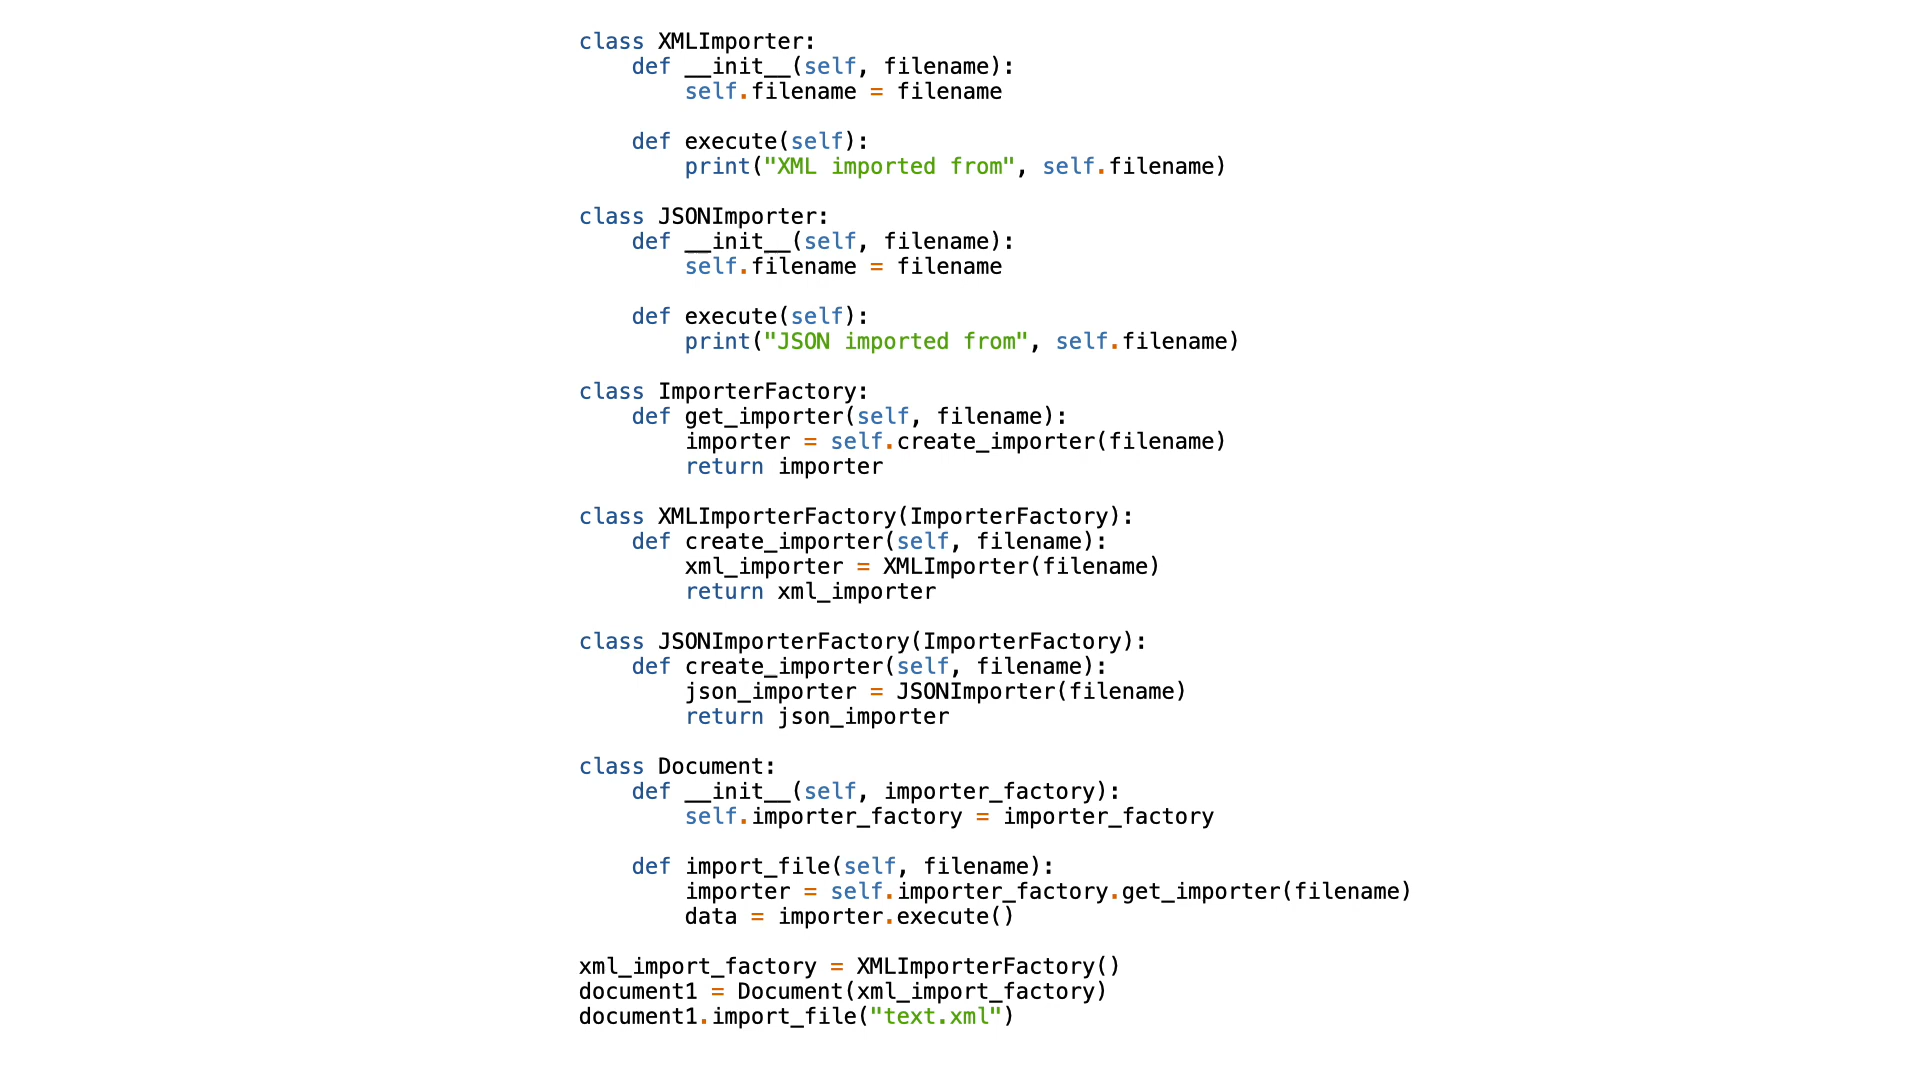 class XMLImporter:
    def __init__(self, filename):
        self.filename = filename

    def execute(self):
        print("XML imported from", self.filename)

class JSONImporter:
    def __init__(self, filename):
        self.filename = filename

    def execute(self):
        print("JSON imported from", self.filename)

class ImporterFactory:
    def get_importer(self, filename):
        importer = self.create_importer(filename)
        return importer

class XMLImporterFactory(ImporterFactory):
    def create_importer(self, filename):
        xml_importer = XMLImporter(filename)
        return xml_importer

class JSONImporterFactory(ImporterFactory):
    def create_importer(self, filename):
        json_importer = JSONImporter(filename)
        return json_importer

class Document:
    def __init__(self, importer_factory):
        self.importer_factory = importer_factory

    def import_file(self, filename):
        importer = self.importer_factory.get_importer(filename)
        data = importer.execute()

xml_import_factory = XMLImporterFactory()
document1 = Document(xml_import_factory)
document1.import_file("text.xml")